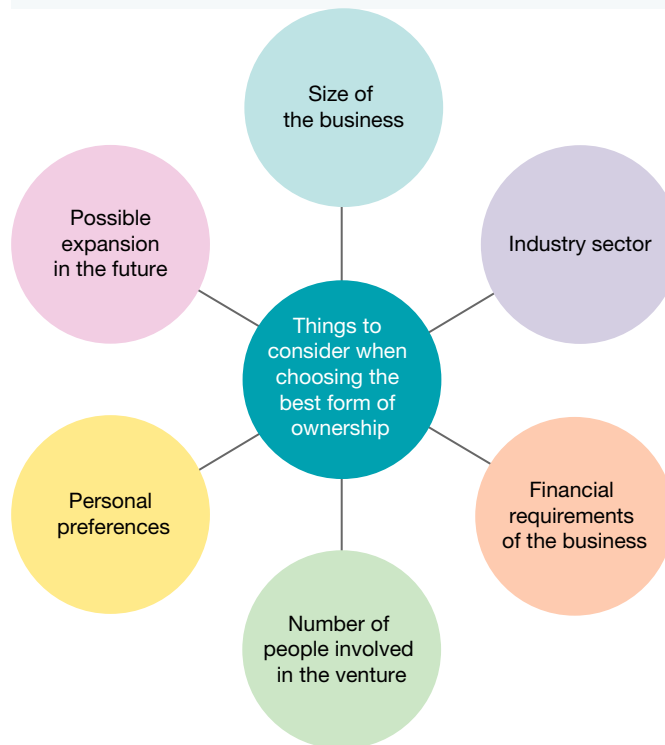 Size of
the business
Possible
expansion
in the future
Industry sector
Things to
consider when
choosing the
best form of
ownership
Personal
preferences
Financial
requirements
of the business
Number of
people involved
in the venture